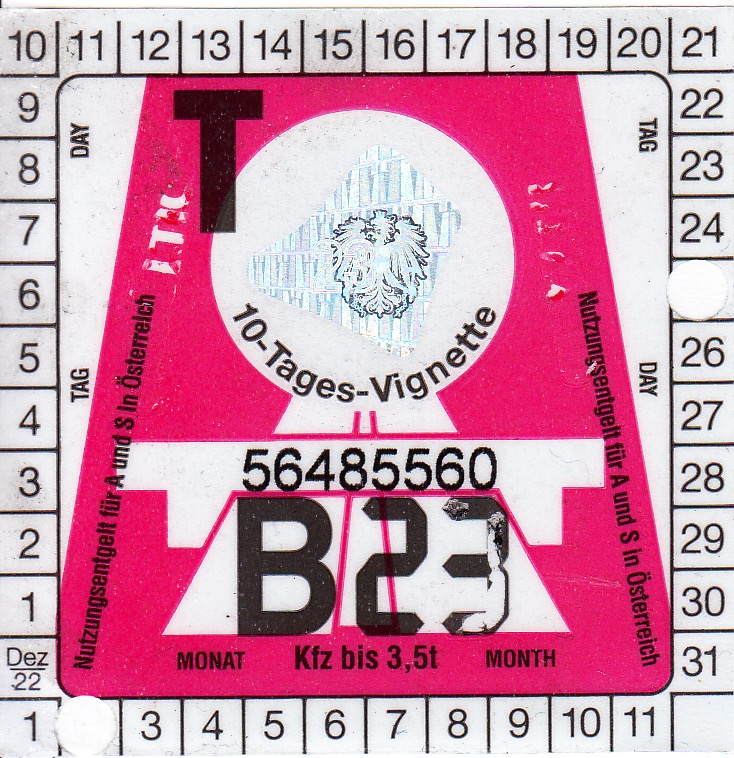 10 11 12 13 14 15 16 17 18 19 20 21
9 22
8 23
7 24
6
5 26
4 27
3 28
2 29
1 30
Dez 22 31
1 3 4 5 6 7 8 9 10 11
DAY
TAG
T
10-Tages-Vignette
TAG
DAY
Nutzungsentgelt für A und S in Österreich
Nutzungsentgelt für A und S in Österreich
56485560
B23
MONAT Kfz bis 3,5t MONTH